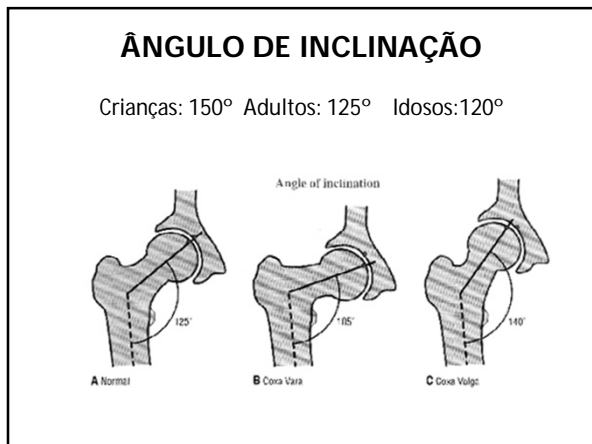 ÂNGULO DE INCLINAÇÃO
Crianças: 150º Adultos: 125º Idosos:120º
Angle of inclination
125°
105°
140°
A Normal
B Coxa Vara
C Coxa Valga